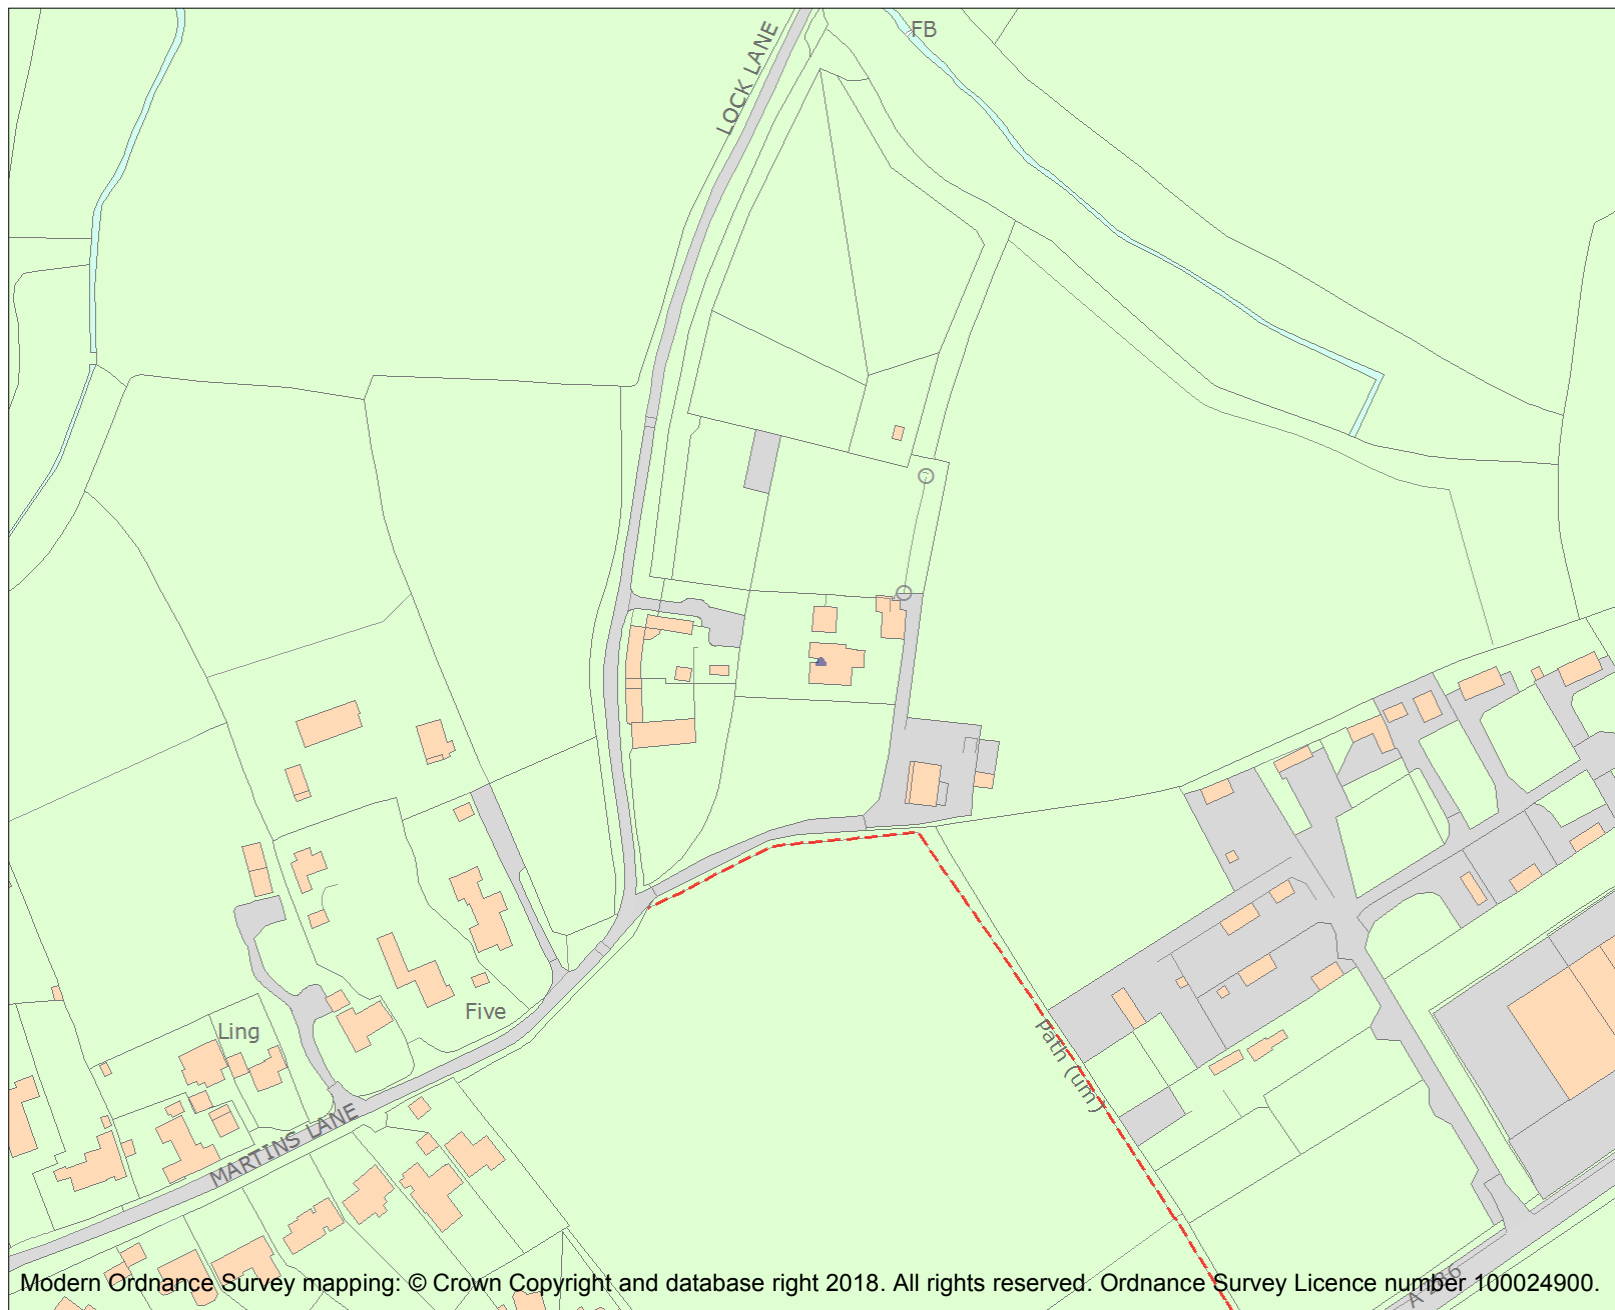 FB
LOCK LANE
Five
Ling
Path (um)
MARTINS LANE
Modern Ordnance Survey mapping: © Crown Copyright and database right 2018. All rights reserved. Ordnance Survey Licence number 100024900.